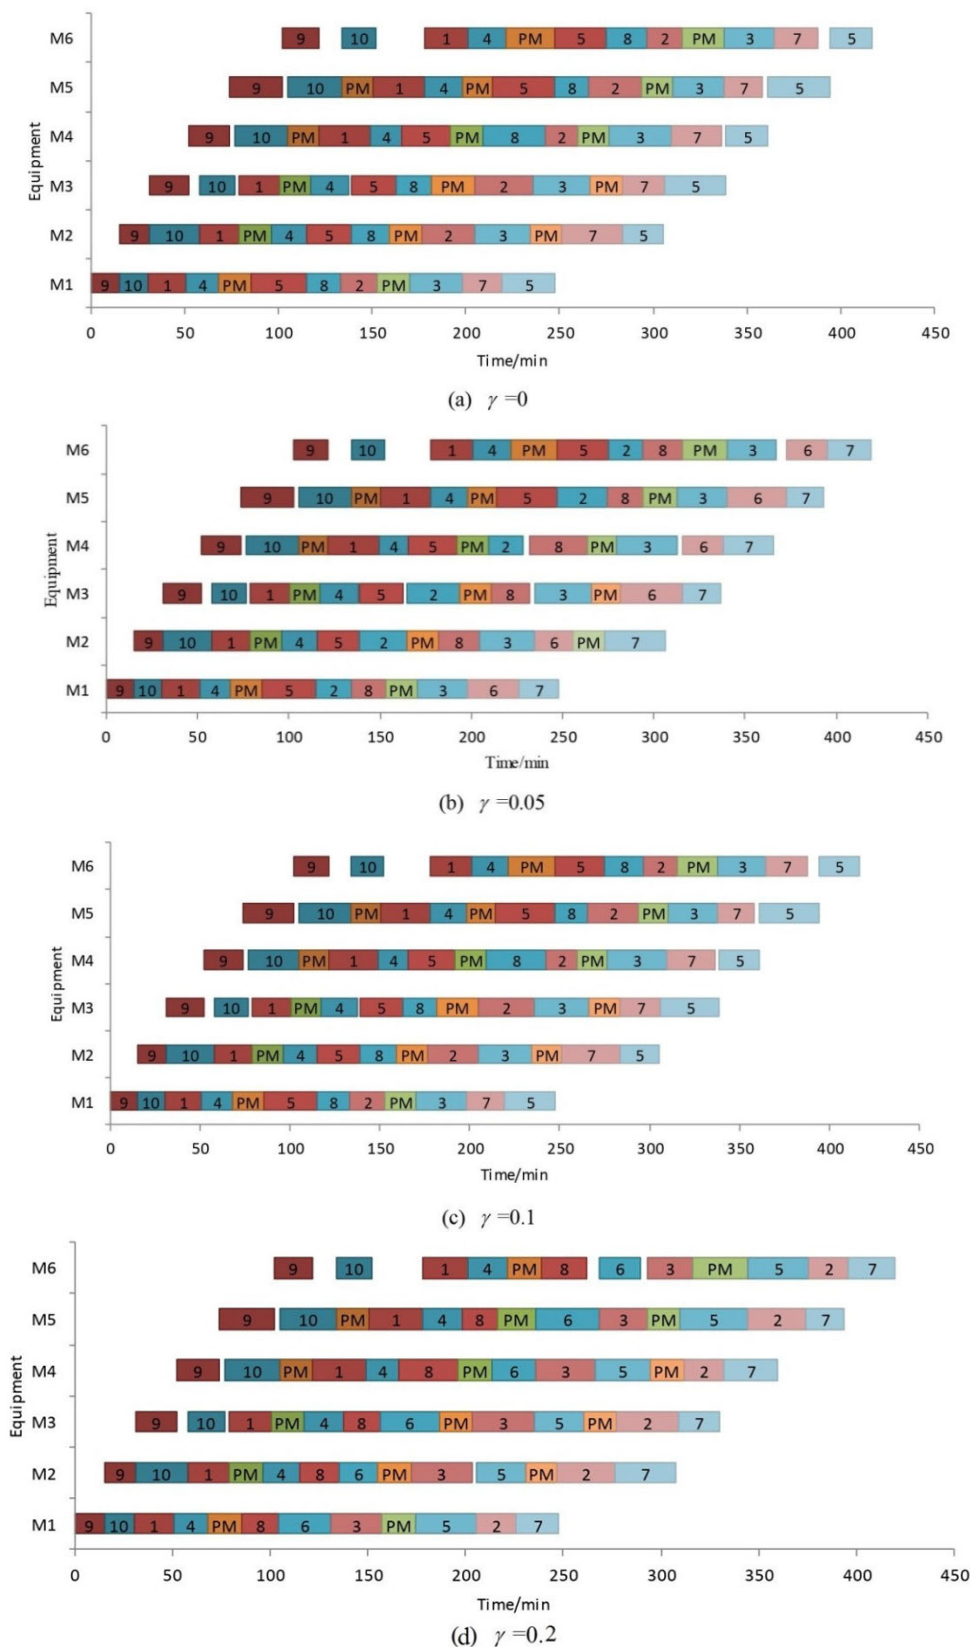 M6 9 10 1 4 PM 5 8 2 PM 3 7 5
M5 9 10 PM 1 4 PM 5 8 2 PM 3 7 5
M4 9 10 PM 1 4 5 PM 8 2 PM 3 7 5
M3 9 10 1 PM 4 5 8 PM 2 3 PM 7 5
M2 9 10 1 PM 4 5 8 PM 2 3 PM 7 5
M1 9 10 1 4 PM 5 8 2 PM 3 7 5
Equipment
0 50 100 150 200 250 300 350 400 450
Time/min
(a) γ=0
M6 9 10 1 4 PM 5 2 8 PM 3 6 7
M5 9 10 PM 1 4 PM 5 2 8 PM 3 6 7
M4 9 10 PM 1 4 5 PM 2 8 PM 3 6 7
M3 9 10 1 PM 4 5 2 PM 8 3 PM 6 7
M2 9 10 1 PM 4 5 2 PM 8 3 6 PM 7
M1 9 10 1 4 PM 5 2 8 PM 3 6 7
Equipment
0 50 100 150 200 250 300 350 400 450
Time/min
(b) γ=0.05
M6 9 10 1 4 PM 5 8 2 PM 3 7 5
M5 9 10 PM 1 4 PM 5 8 2 PM 3 7 5
M4 9 10 PM 1 4 5 PM 8 2 PM 3 7 5
M3 9 10 1 PM 4 5 8 PM 2 3 PM 7 5
M2 9 10 1 PM 4 5 8 PM 2 3 PM 7 5
M1 9 10 1 4 PM 5 8 2 PM 3 7 5
Equipment
0 50 100 150 200 250 300 350 400 450
Time/min
(c) γ=0.1
M6 9 10 1 4 PM 8 6 3 PM 5 2 7
M5 9 10 PM 1 4 8 PM 6 3 PM 5 2 7
M4 9 10 PM 1 4 8 PM 6 3 5 PM 2 7
M3 9 10 1 PM 4 8 6 PM 3 5 PM 2 7
M2 9 10 1 PM 4 8 6 PM 3 5 PM 2 7
M1 9 10 1 4 PM 8 6 3 PM 5 2 7
Equipment
0 50 100 150 200 250 300 350 400 450
Time/min
(d) γ=0.2